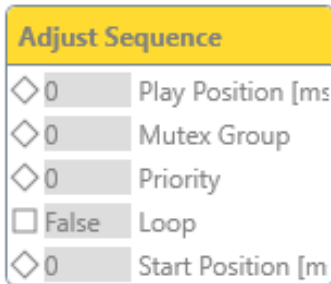 Adjust Sequence
0 Play Position [ms
0 Mutex Group
0 Priority
False Loop
0 Start Position [m